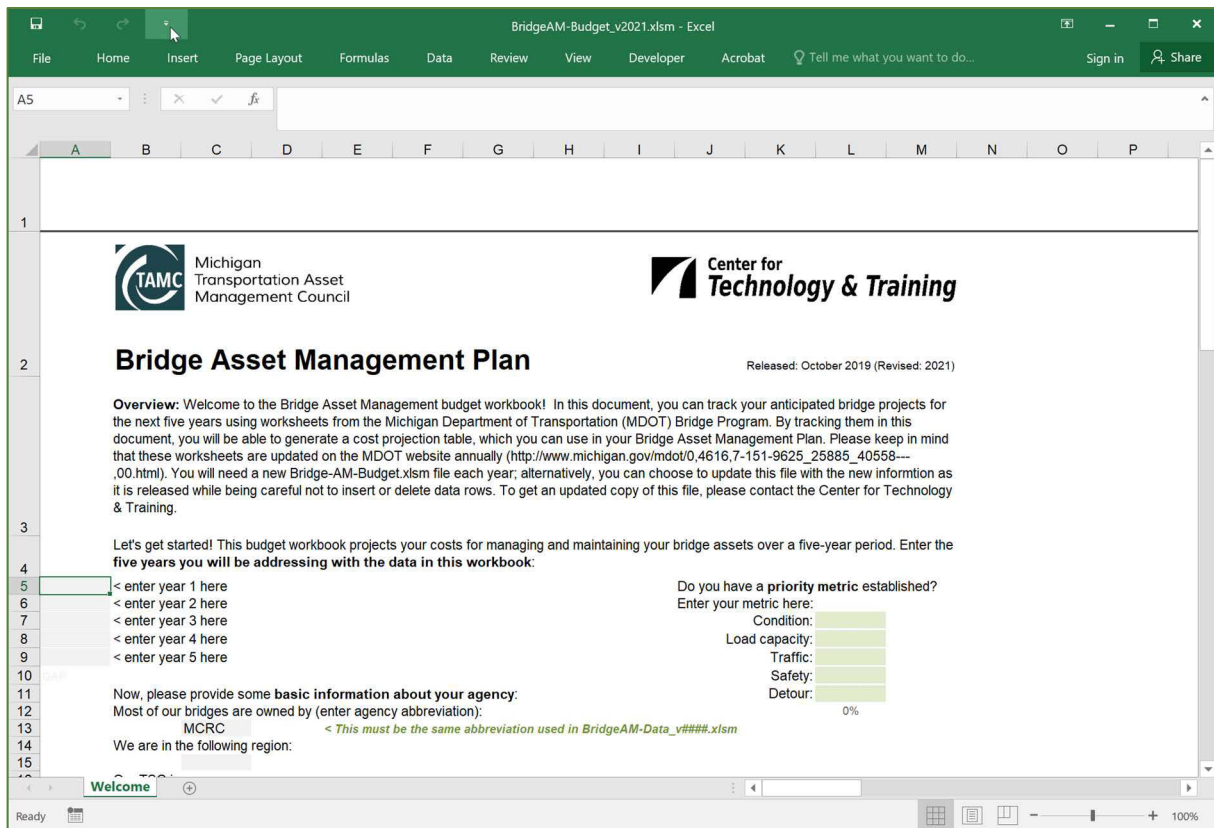 BridgeAM-Budget_v2021.xlsm - Excel
File Home Insert Page Layout Formulas Data Review View Developer Acrobat Tell me what you want to do... Sign in Share
A5 fx
A B C D E F G H I J K L M N O P
1
TAMC
Michigan
Transportation Asset
Management Council
Center for
Technology & Training
2 Bridge Asset Management Plan Released: October 2019 (Revised: 2021)
Overview: Welcome to the Bridge Asset Management budget workbook! In this document, you can track your anticipated bridge projects for
the next five years using worksheets from the Michigan Department of Transportation (MDOT) Bridge Program. By tracking them in this
document, you will be able to generate a cost projection table, which you can use in your Bridge Asset Management Plan. Please keep in mind
that these worksheets are updated on the MDOT website annually (http://www.michigan.gov/mdot/0,4616,7-151-9625_25885_40558---
,00.html). You will need a new Bridge-AM-Budget.xlsm file each year; alternatively, you can choose to update this file with the new informtion as
it is released while being careful not to insert or delete data rows. To get an updated copy of this file, please contact the Center for Technology
& Training.
3
Let's get started! This budget workbook projects your costs for managing and maintaining your bridge assets over a five-year period. Enter the
4 five years you will be addressing with the data in this workbook:
5 < enter year 1 here Do you have a priority metric established?
6 < enter year 2 here Enter your metric here:
7 < enter year 3 here Condition:
8 < enter year 4 here Load capacity:
9 < enter year 5 here Traffic:
10 Safety:
11 Now, please provide some basic information about your agency: Detour:
12 Most of our bridges are owned by (enter agency abbreviation): 0%
13 MCRC < This must be the same abbreviation used in BridgeAM-Data_v####.xlsm
14 We are in the following region:
15
Welcome
Ready 100%